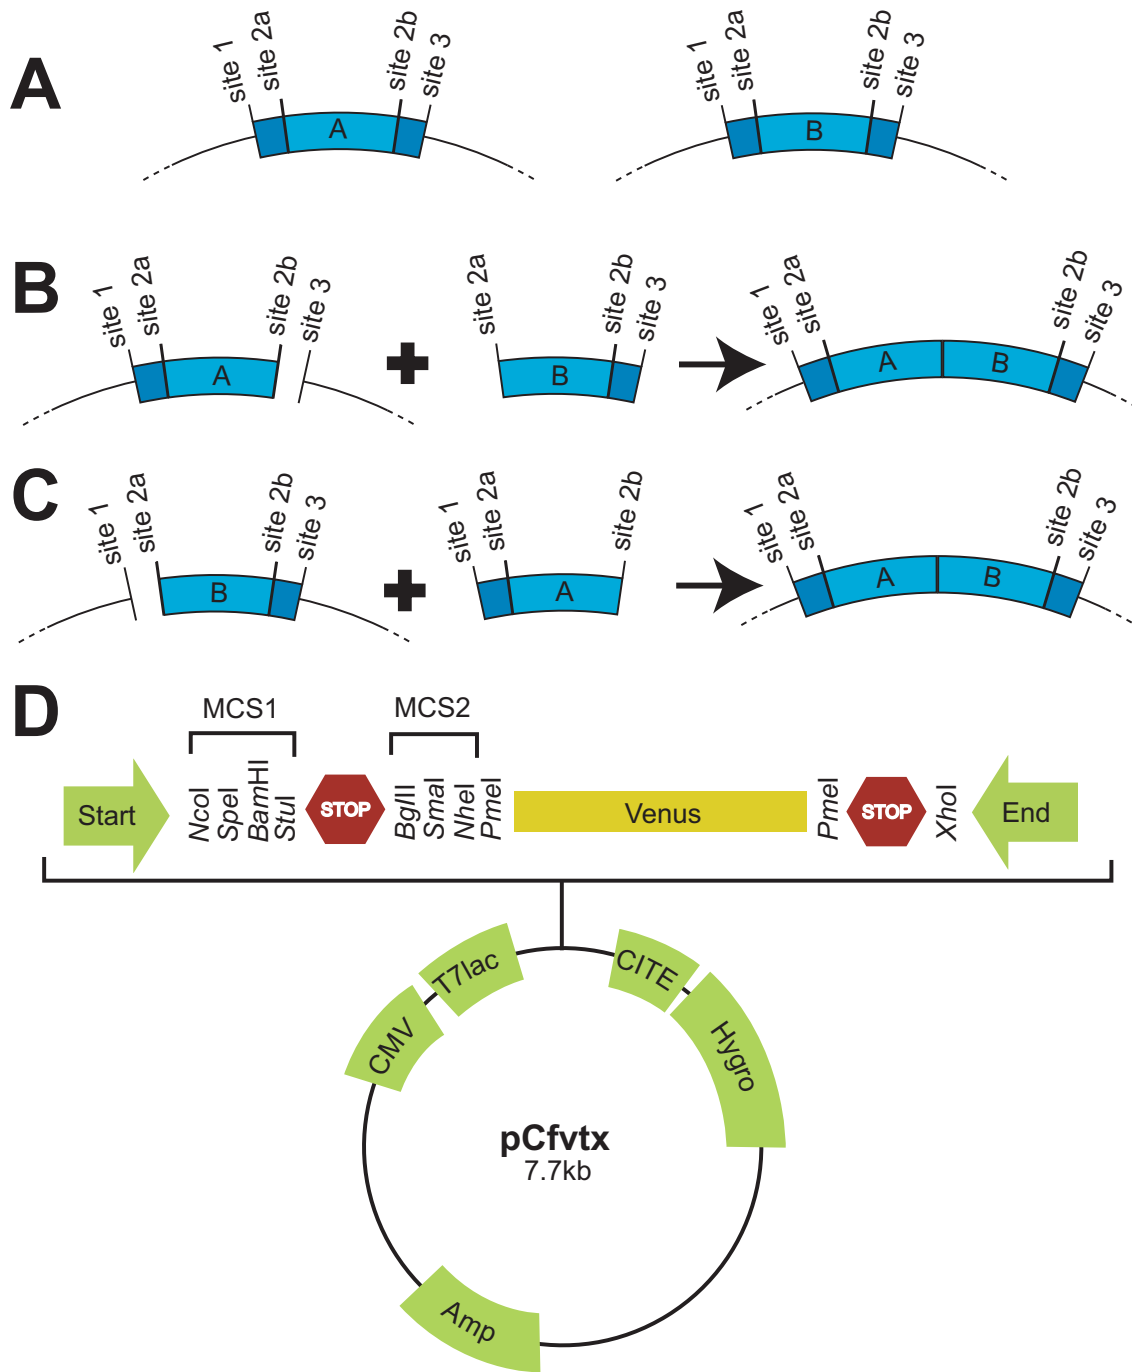 A
site 1
site 2a
site 2b
site 3
A
site 1
site 2a
site 2b
site 3
B
B
site 1
site 2a
site 2b
site 3
A
site 2a
site 2b
site 3
B
site 1
site 2a
site 2b
site 3
A
B
C
site 1
site 2a
site 2b
site 3
B
site 1
site 2a
site 2b
A
site 1
site 2a
site 2b
site 3
A
B
D
MCS1
MCS2
Start
NcoI
SpeI
BamHI
StuI
STOP
BglII
SmaI
NheI
PmeI
Venus
PmeI
STOP
XhoI
End
CMV
T7lac
CITE
Hygro
pCfvtx
7.7kb
Amp